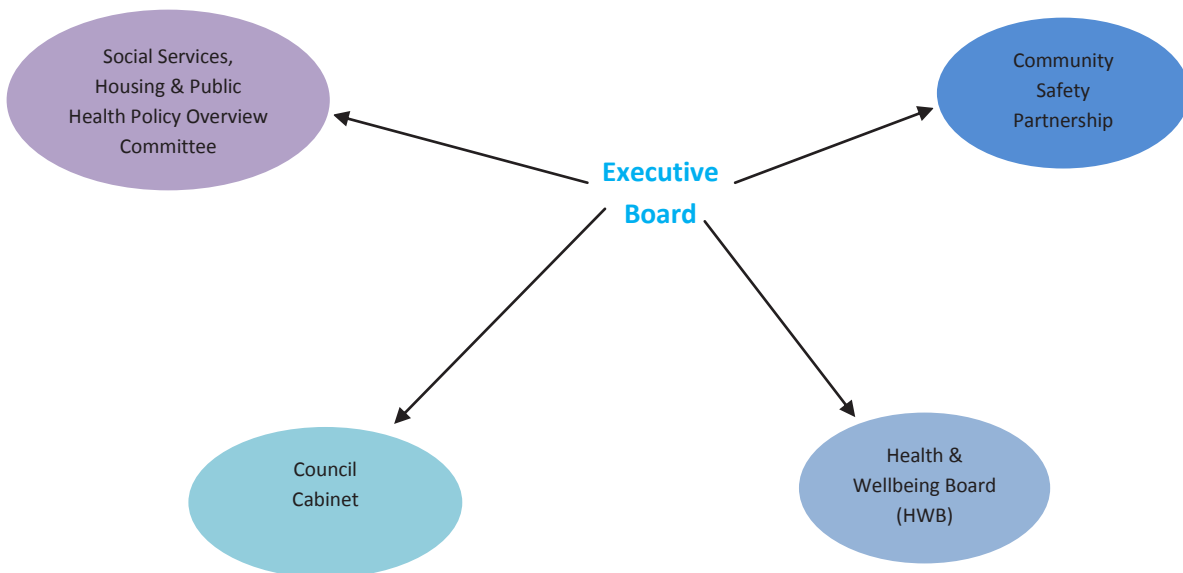 Social Services,
Housing & Public
Health Policy Overview
Committee
Community
Safety
Partnership
Executive
Board
Council
Cabinet
Health &
Wellbeing Board
(HWB)